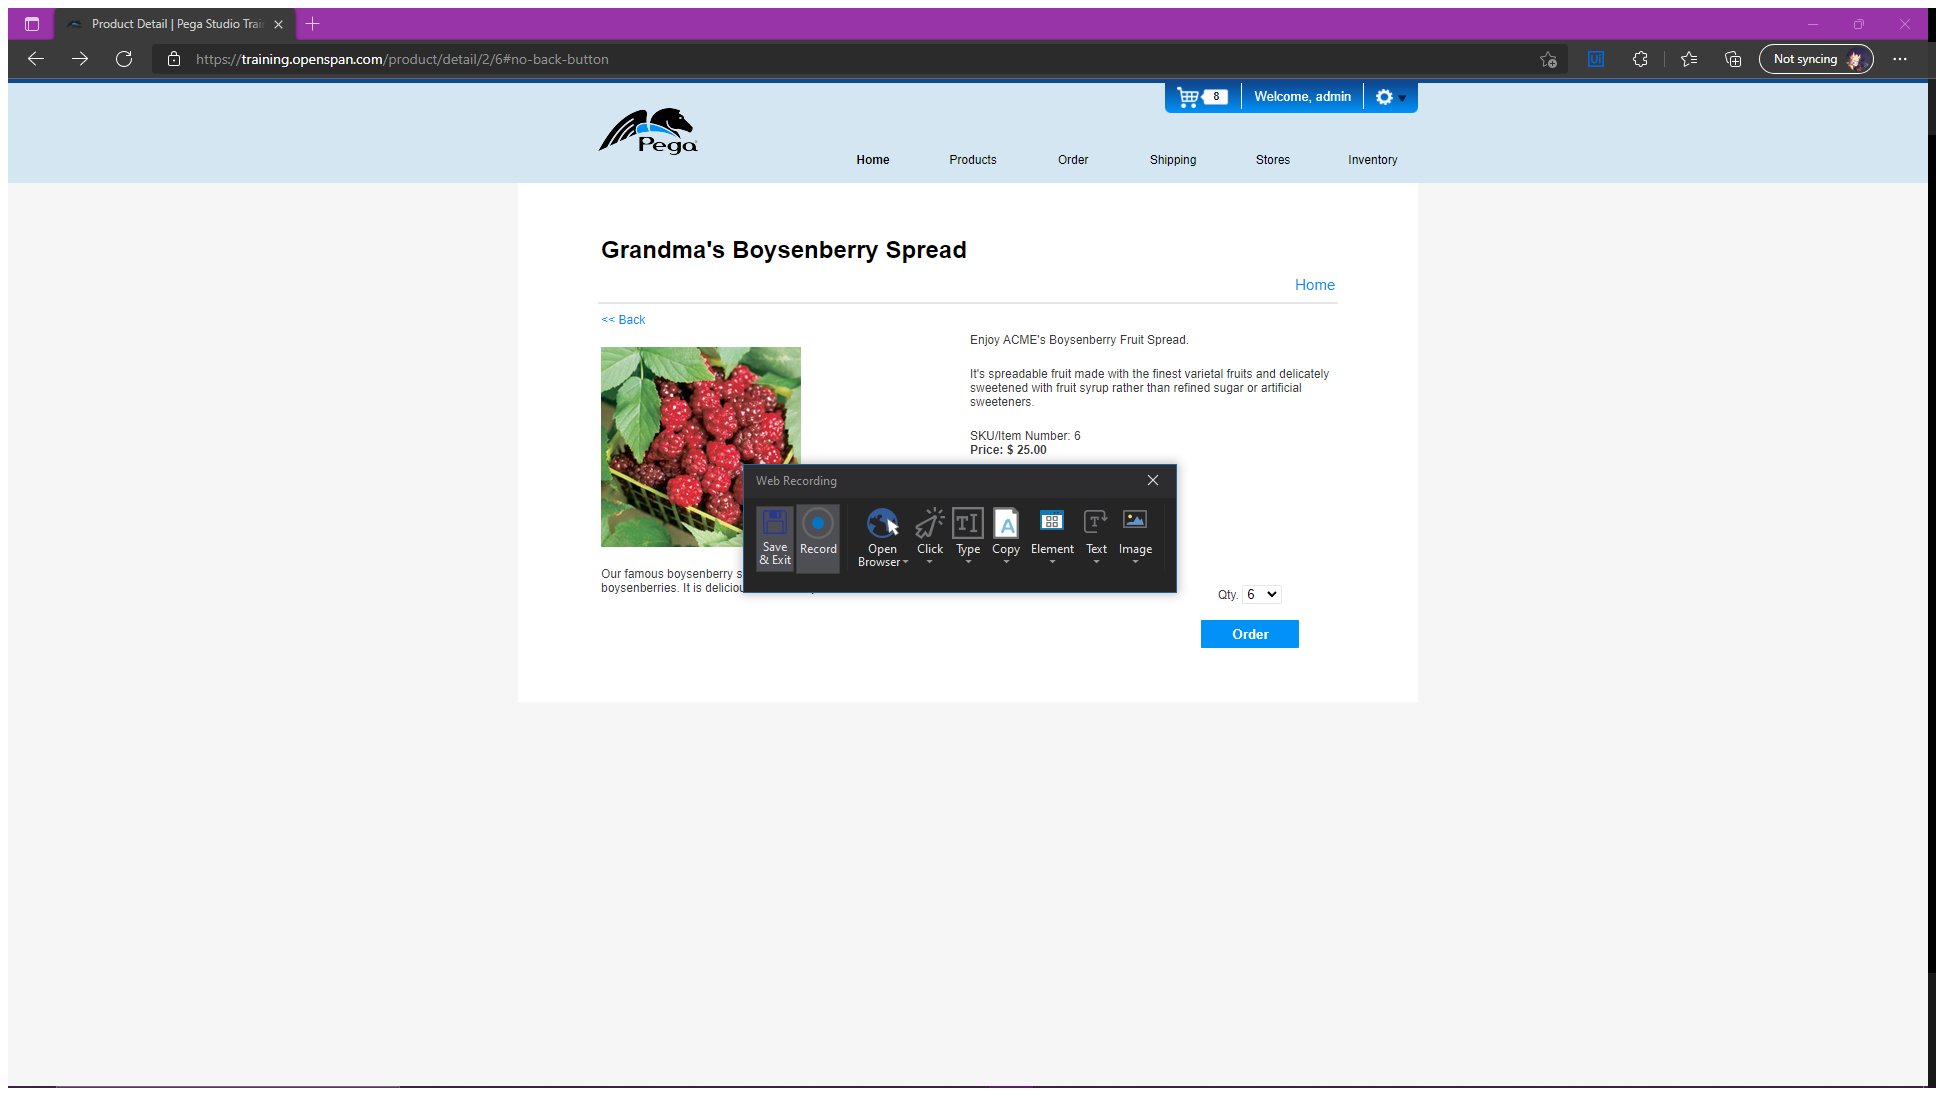 Product Detail | Pega Studio Trai
https://training.openspan.com/product/detail/2/6#no-back-button
Not syncing
8
Welcome, admin
Pega
Home
Products
Order
Shipping
Stores
Inventory
Grandma's Boysenberry Spread
Home
<< Back
Enjoy ACME's Boysenberry Fruit Spread.
It's spreadable fruit made with the finest varietal fruits and delicately
sweetened with fruit syrup rather than refined sugar or artificial
sweeteners.
SKU/Item Number: 6
Price: $ 25.00
Web Recording
Save
& Exit
Record
Open
Browser
Click
Type
Copy
Element
Text
Image
Our famous boysenberry s
boysenberries. It is deliciou
Qty. 6
Order